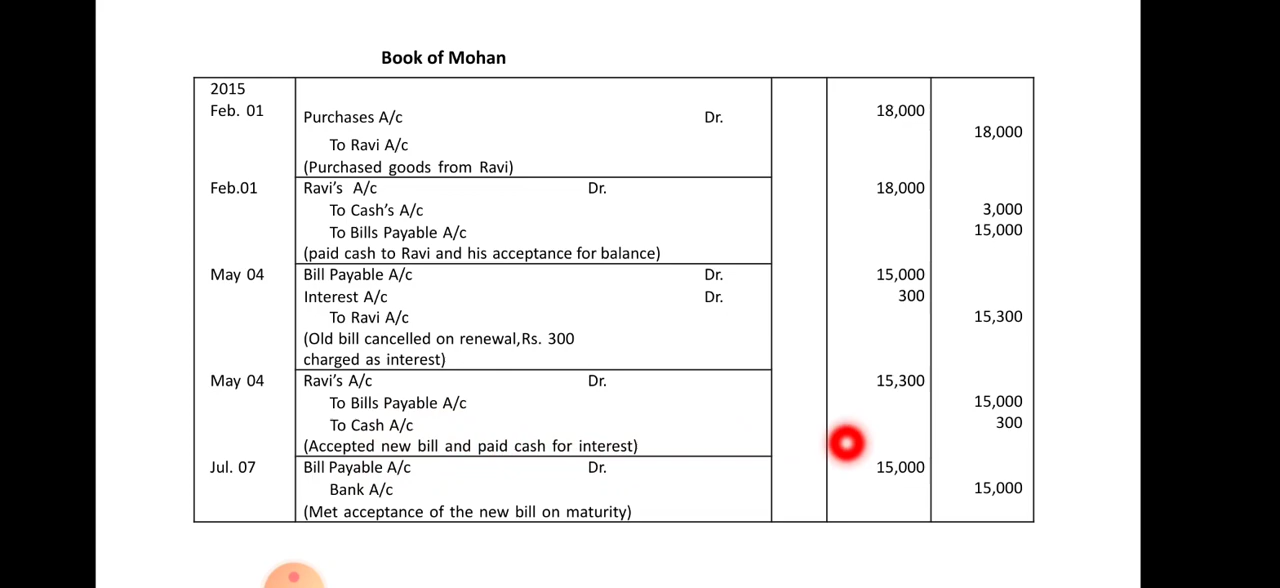 Book of Mohan
2015
Feb. 01 Purchases A/c Dr. 18,000
To Ravi A/c 18,000
(Purchased goods from Ravi)
Feb.01 Ravi’s A/c Dr. 18,000
To Cash’s A/c 3,000
To Bills Payable A/c 15,000
(paid cash to Ravi and his acceptance for balance)
May 04 Bill Payable A/c Dr. 15,000
Interest A/c Dr. 300
To Ravi A/c 15,300
(Old bill cancelled on renewal,Rs. 300
charged as interest)
May 04 Ravi’s A/c Dr. 15,300
To Bills Payable A/c 15,000
To Cash A/c 300
(Accepted new bill and paid cash for interest)
Jul. 07 Bill Payable A/c Dr. 15,000
Bank A/c 15,000
(Met acceptance of the new bill on maturity)